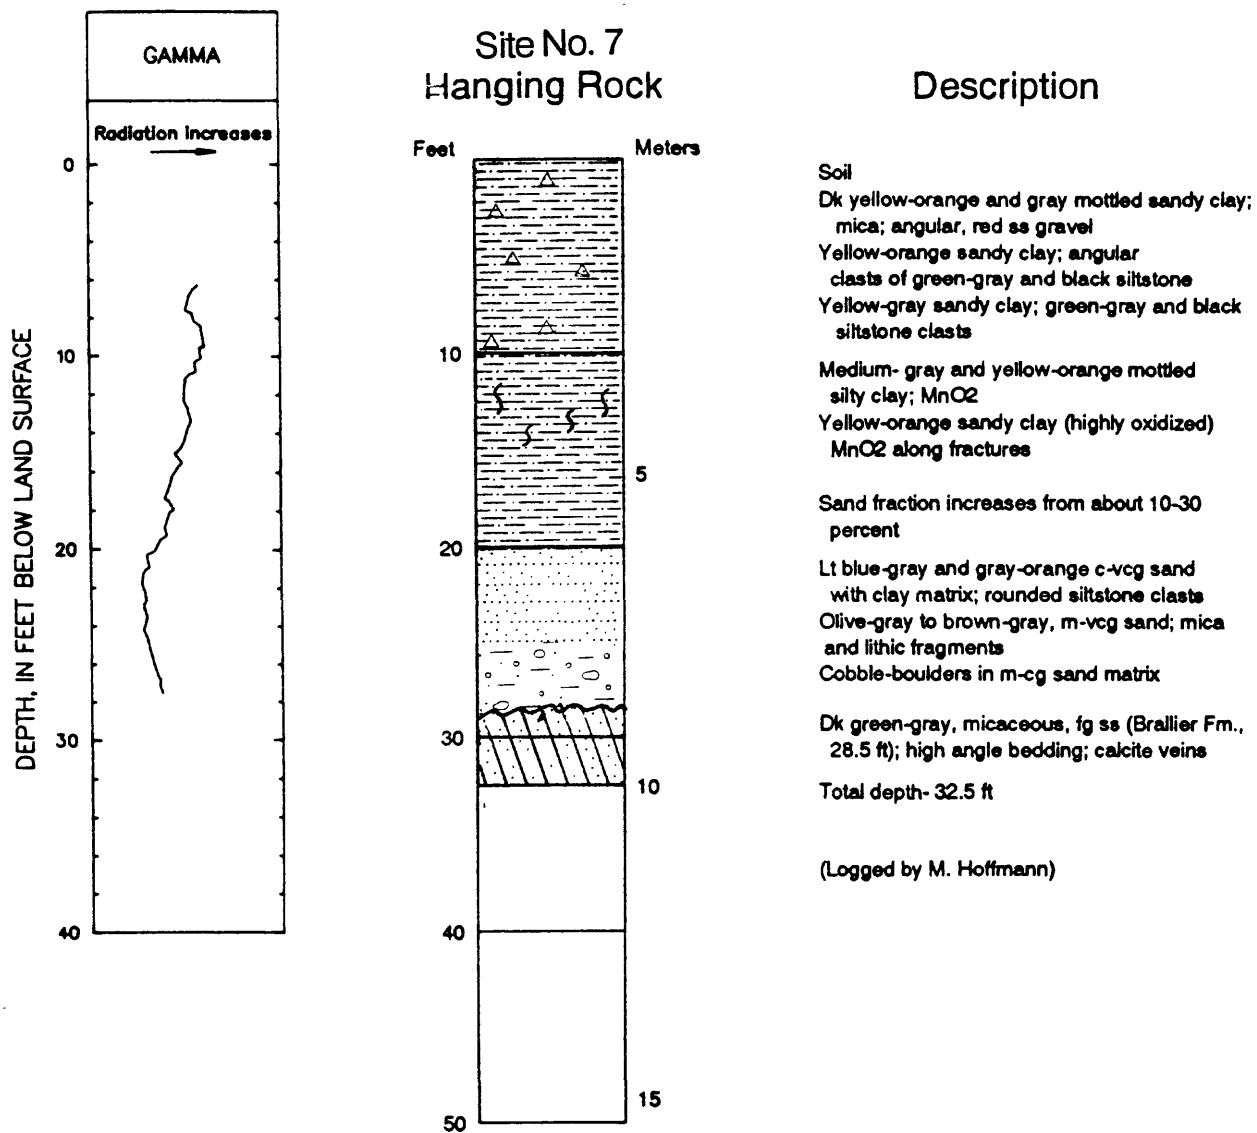 GAMMA
Radiation Increases
0
10
20
30
40
DEPTH, IN FEET BELOW LAND SURFACE
Site No. 7
Hanging Rock
Feet
Meters
10
20
30
40
50
5
10
15
Description
Soil
Dk yellow-orange and gray mottled sandy clay;
mica; angular, red ss gravel
Yellow-orange sandy clay; angular
clasts of green-gray and black siltstone
Yellow-gray sandy clay; green-gray and black
siltstone clasts
Medium- gray and yellow-orange mottled
silty clay; MnO2
Yellow-orange sandy clay (highly oxidized)
MnO2 along fractures
Sand fraction increases from about 10-30
percent
Lt blue-gray and gray-orange c-vcg sand
with clay matrix; rounded siltstone clasts
Olive-gray to brown-gray, m-vcg sand; mica
and lithic fragments
Cobble-boulders in m-cg sand matrix
Dk green-gray, micaceous, fg ss (Brallier Fm.,
28.5 ft); high angle bedding; calcite veins
Total depth- 32.5 ft
(Logged by M. Hoffmann)